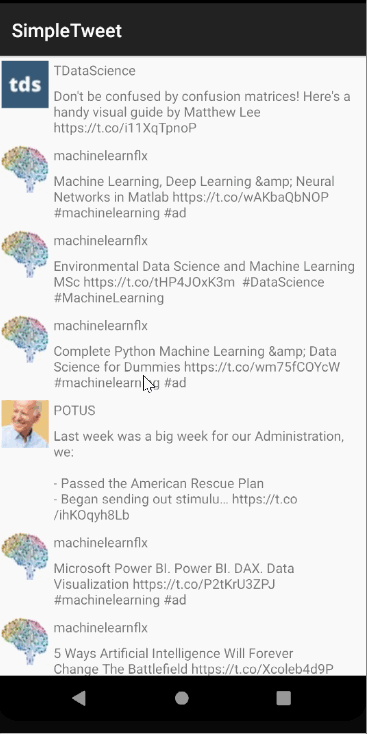 SimpleTweet
tds
TDataScience
Don't be confused by confusion matrices! Here's a
handy visual guide by Matthew Lee
https://t.co/i11XqTpnoP
machinelearnflx
Machine Learning, Deep Learning &amp; Neural
Networks in Matlab https://t.co/wAKbaQbNOP
#machinelearning #ad
machinelearnflx
Environmental Data Science and Machine Learning
MSc https://t.co/tHP4JOxK3m  #DataScience
#MachineLearning
machinelearnflx
Complete Python Machine Learning &amp; Data
Science for Dummies https://t.co/wm75fCOYcW
#machinelearning #ad
POTUS
Last week was a big week for our Administration,
we:
- Passed the American Rescue Plan
- Began sending out stimulu… https://t.co
/ihKOqyh8Lb
machinelearnflx
Microsoft Power BI. Power BI. DAX. Data
Visualization https://t.co/P2tKrU3ZPJ
#machinelearning #ad
machinelearnflx
5 Ways Artificial Intelligence Will Forever
Change The Battlefield https://t.co/Xcoleb4d9P